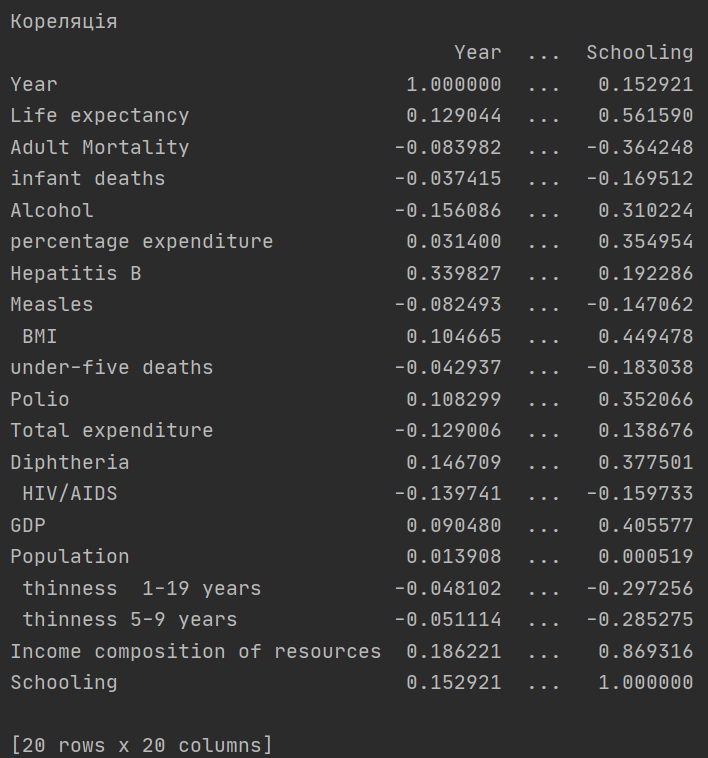 Кореляція
Year ... Schooling
Year 1.000000 ... 0.152921
Life expectancy 0.129044 ... 0.561590
Adult Mortality -0.083982 ... -0.364248
infant deaths -0.037415 ... -0.169512
Alcohol -0.156086 ... 0.310224
percentage expenditure 0.031400 ... 0.354954
Hepatitis B 0.339827 ... 0.192286
Measles -0.082493 ... -0.147062
BMI 0.104665 ... 0.449478
under-five deaths -0.042937 ... -0.183038
Polio 0.108299 ... 0.352066
Total expenditure -0.129006 ... 0.138676
Diphtheria 0.146709 ... 0.377501
HIV/AIDS -0.139741 ... -0.159733
GDP 0.090480 ... 0.405577
Population 0.013908 ... 0.000519
thinness  1-19 years -0.048102 ... -0.297256
thinness 5-9 years -0.051114 ... -0.285275
Income composition of resources 0.186221 ... 0.869316
Schooling 0.152921 ... 1.000000
[20 rows x 20 columns]